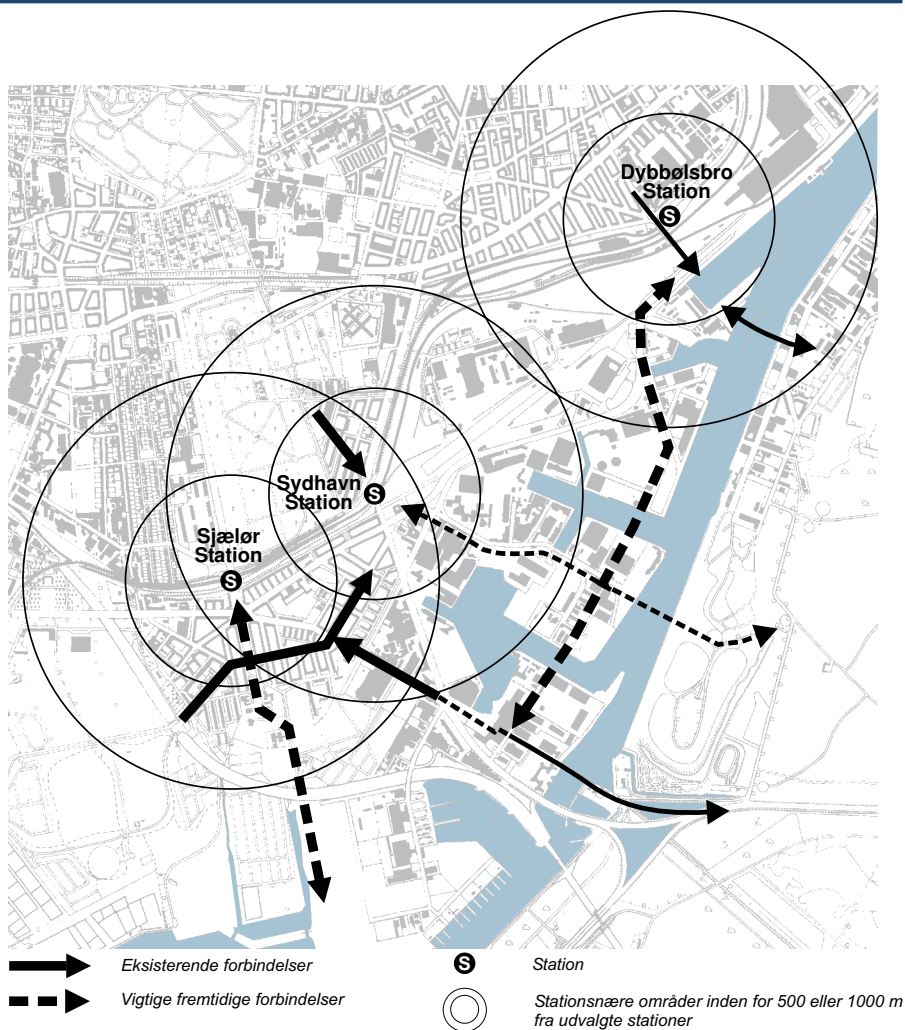 Dybbølsbro
Station
S
Sydhavn
Station
S
Sjælør
Station
S
Eksisterende forbindelser
S
Station
Vigtige fremtidige forbindelser
Stationsnære områder inden for 500 eller 1000 m
fra udvalgte stationer